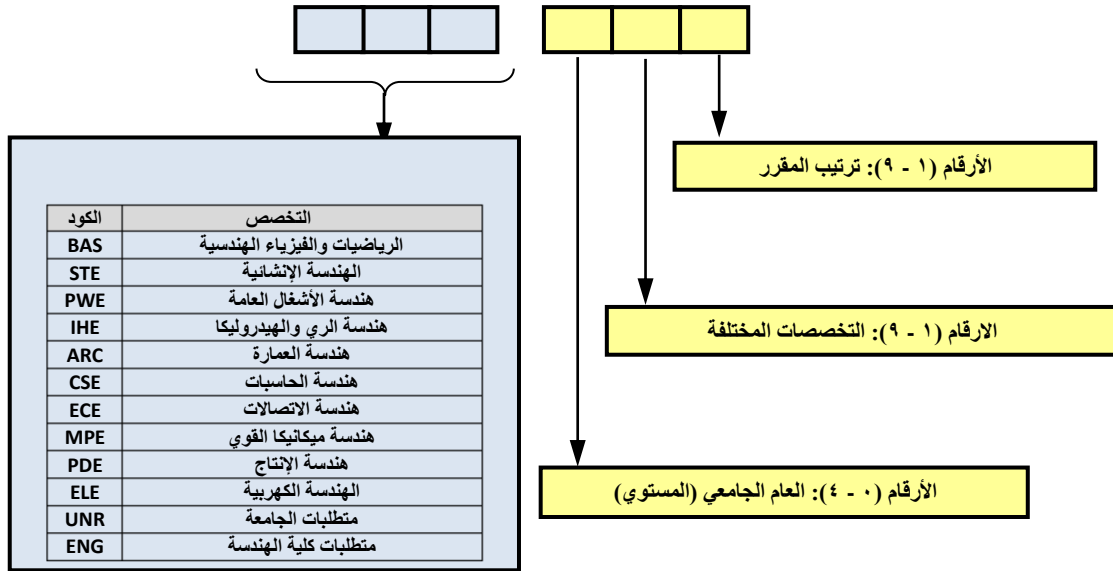 الأرقام (١ - ٩): ترتيب المقرر
الارقام (١ - ٩): التخصصات المختلفة
الأرقام (٠ - ٤): العام الجامعي (المستوي)
التخصص الكود
الرياضيات والفيزياء الهندسية BAS
الهندسة الإنشائية STE
هندسة الأشغال العامة PWE
هندسة الري والهيدروليكا IHE
هندسة العمارة ARC
هندسة الحاسبات CSE
هندسة الاتصالات ECE
هندسة ميكانيكا القوي MPE
هندسة الإنتاج PDE
الهندسة الكهربية ELE
متطلبات الجامعة UNR
متطلبات كلية الهندسة ENG